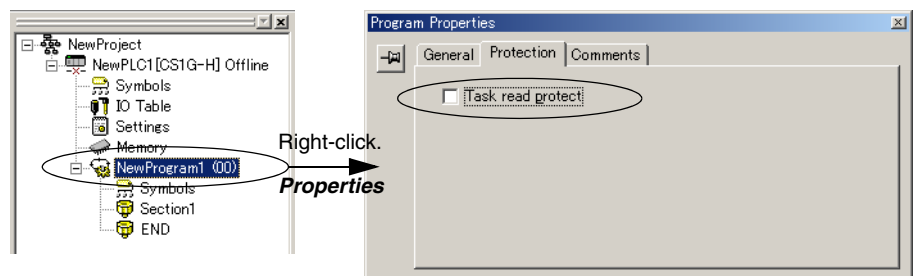 NewProject
NewPLC1[CS1G-H] Offline
Symbols
IO Table
Settings
Memory
NewProgram1 (00)
Symbols
Section1
END
Right-click.
Properties
Program Properties
General Protection Comments
Task read protect